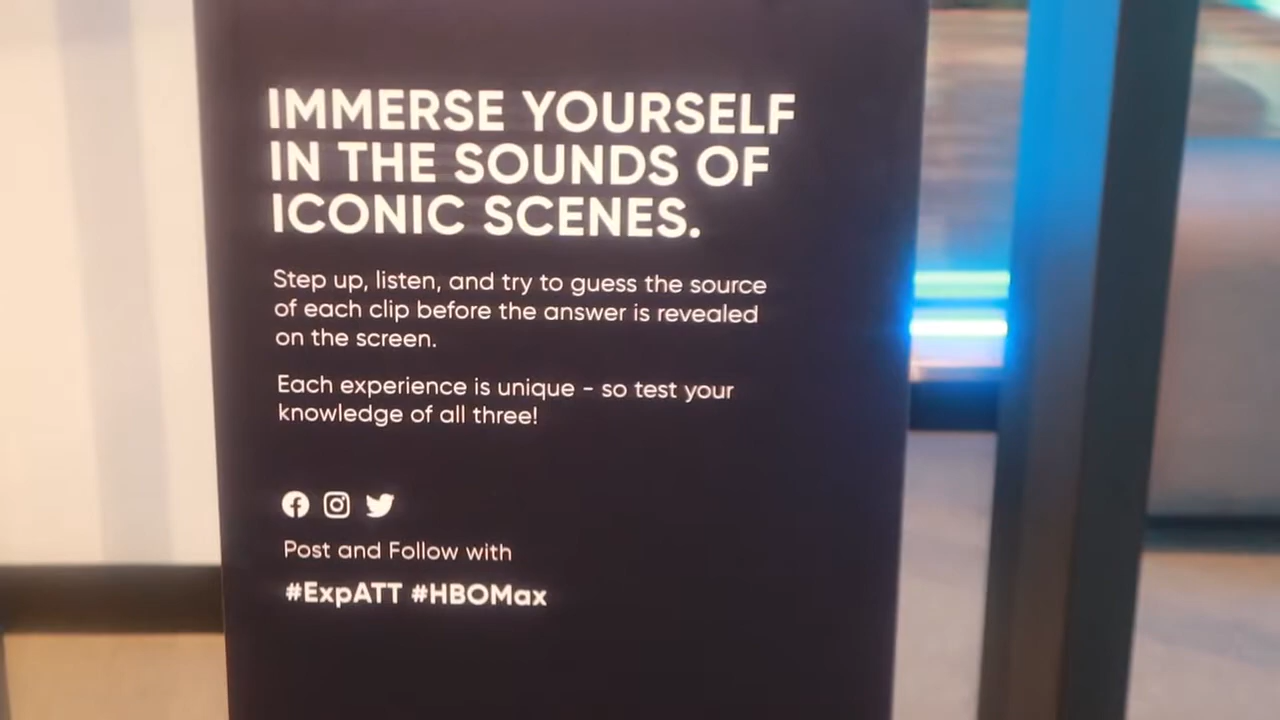 IMMERSE YOURSELF
IN THE SOUNDS OF
ICONIC SCENES.
Step up, listen, and try to guess the source
of each clip before the answer is revealed
on the screen.
Each experience is unique - so test your
knowledge of all three!
Post and Follow with
#ExpATT #HBOMax